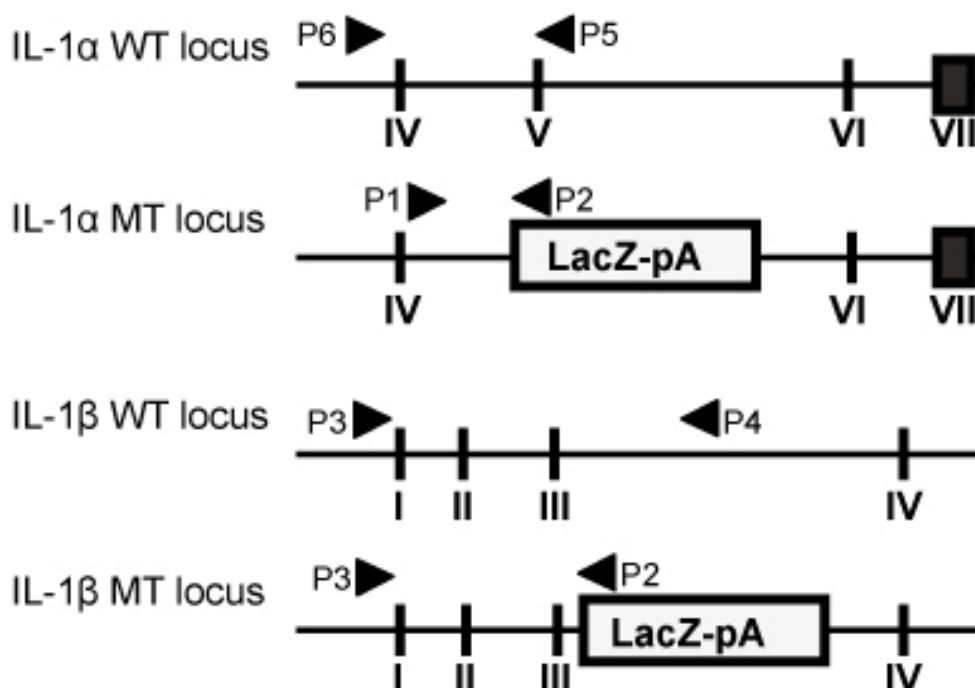 IL-1α WT locus P6 P5
IV V VI VII
IL-1α MT locus P1 P2
LacZ-pA
IV VI VII
IL-1β WT locus P3 P4
I II III IV
IL-1β MT locus P3 P2
LacZ-pA
I II III IV